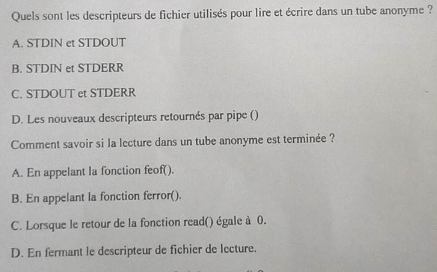 Quels sont les descripteurs de fichier utilisés pour lire et écrire dans un tube anonyme ?
A. STDIN et STDOUT
B. STDIN et STDERR
C. STDOUT et STDERR
D. Les nouveaux descripteurs retournés par pipe ()
Comment savoir si la lecture dans un tube anonyme est terminée ?
A. En appelant la fonction feof().
B. En appelant la fonction ferror().
C. Lorsque le retour de la fonction read() égale à 0.
D. En fermant le descripteur de fichier de lecture.